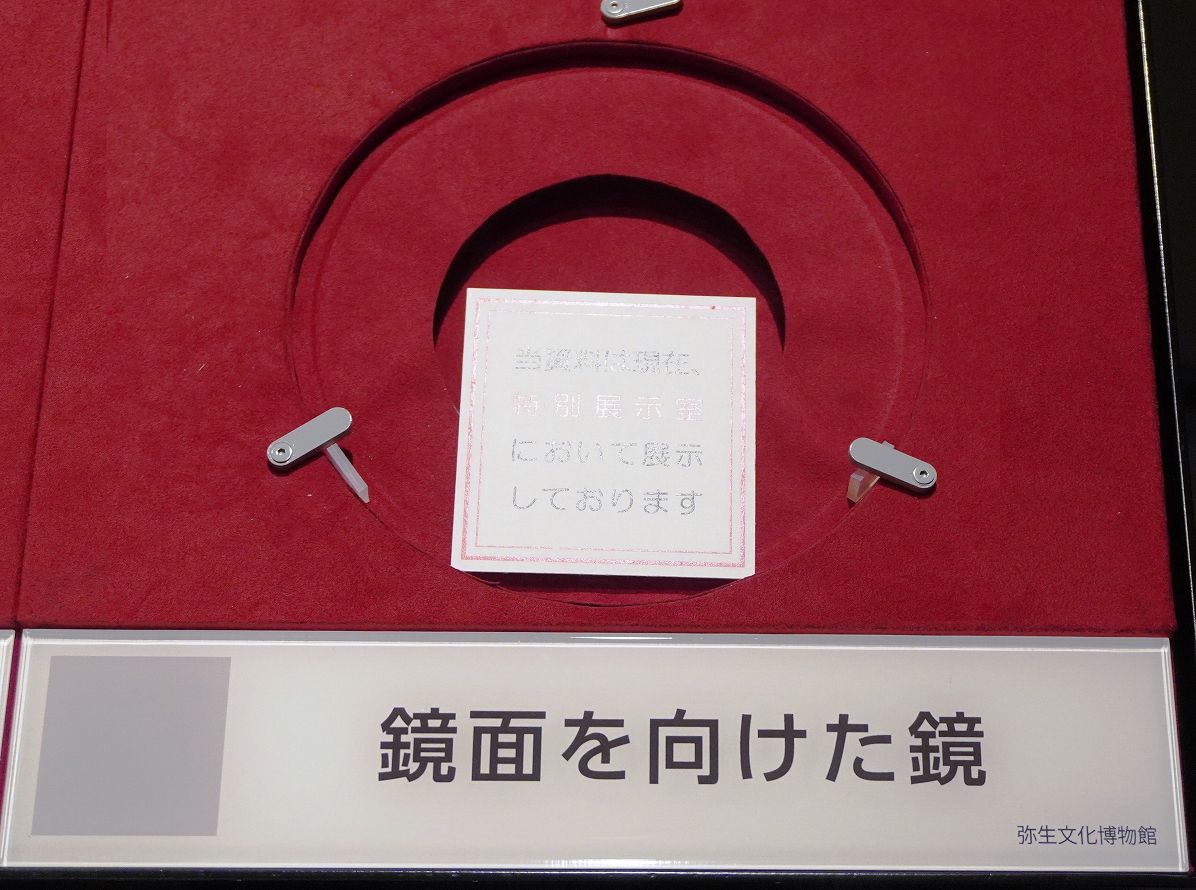 当資料は現在、
特別展示室
において展示
しております
鏡面を向けた鏡
弥生文化博物館